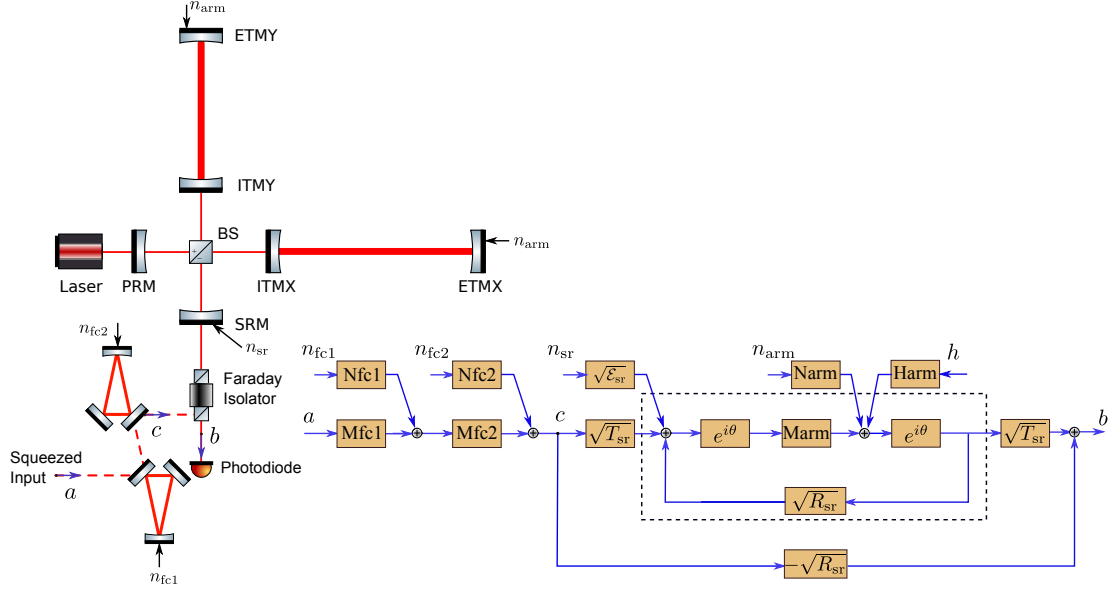 n_arm
ETMY
ITMY
BS
n_arm
Laser
PRM
ITMX
ETMX
SRM
n_fc2
n_sr
Faraday
Isolator
c
b
Squeezed
Input
a
Photodiode
n_fc1
n_fc1
n_fc2
n_sr
n_arm
h
Nfc1
Nfc2
√ℰ_sr
Narm
Harm
a
Mfc1
⊕
Mfc2
⊕
c
√T_sr
⊕
e^{iθ}
Marm
⊕
e^{iθ}
√T_sr
⊕
b
√R_sr
−√R_sr